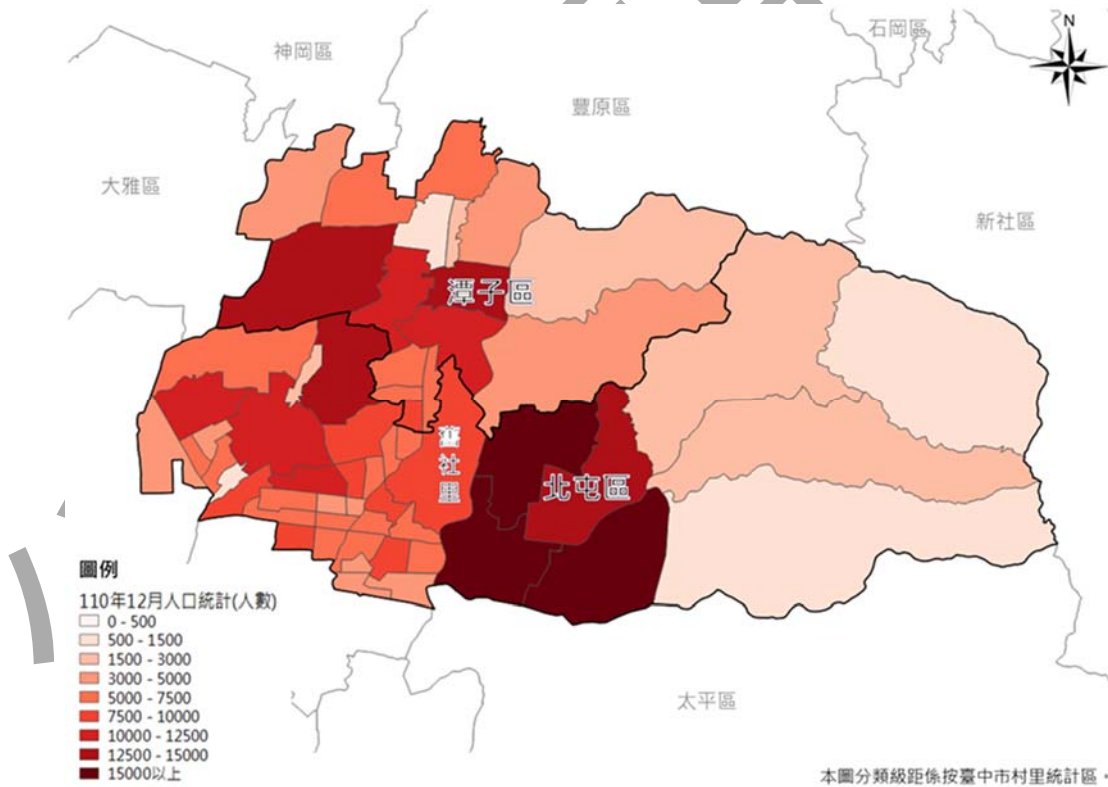 石岡區
N
神岡區
豐原區
大雅區
新社區
潭子區
舊
社
里
北屯區
圖例
110年12月人口統計(人數)
0 - 500
500 - 1500
1500 - 3000
3000 - 5000
5000 - 7500
7500 - 10000
10000 - 12500
12500 - 15000
15000以上
太平區
本圖分類級距係按臺中市村里統計區。